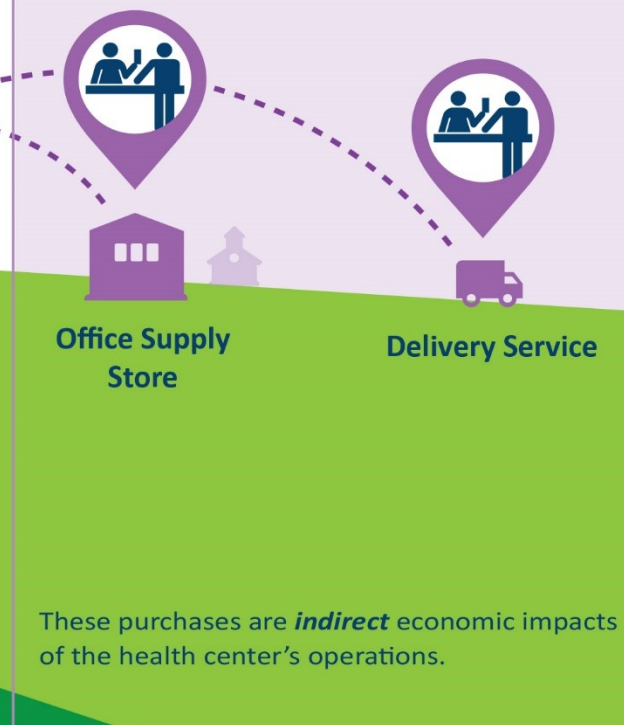 Office Supply
Store
Delivery Service
These purchases are indirect economic impacts
of the health center’s operations.